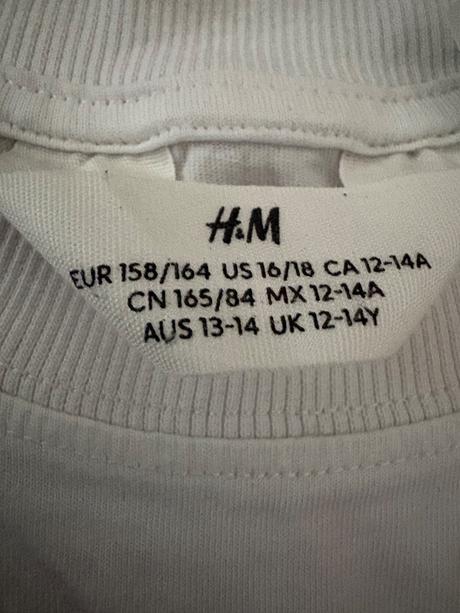 H&M
EUR 158/164 US 16/18 CA 12-14A
CN 165/84 MX 12-14A
AUS 13-14 UK 12-14Y